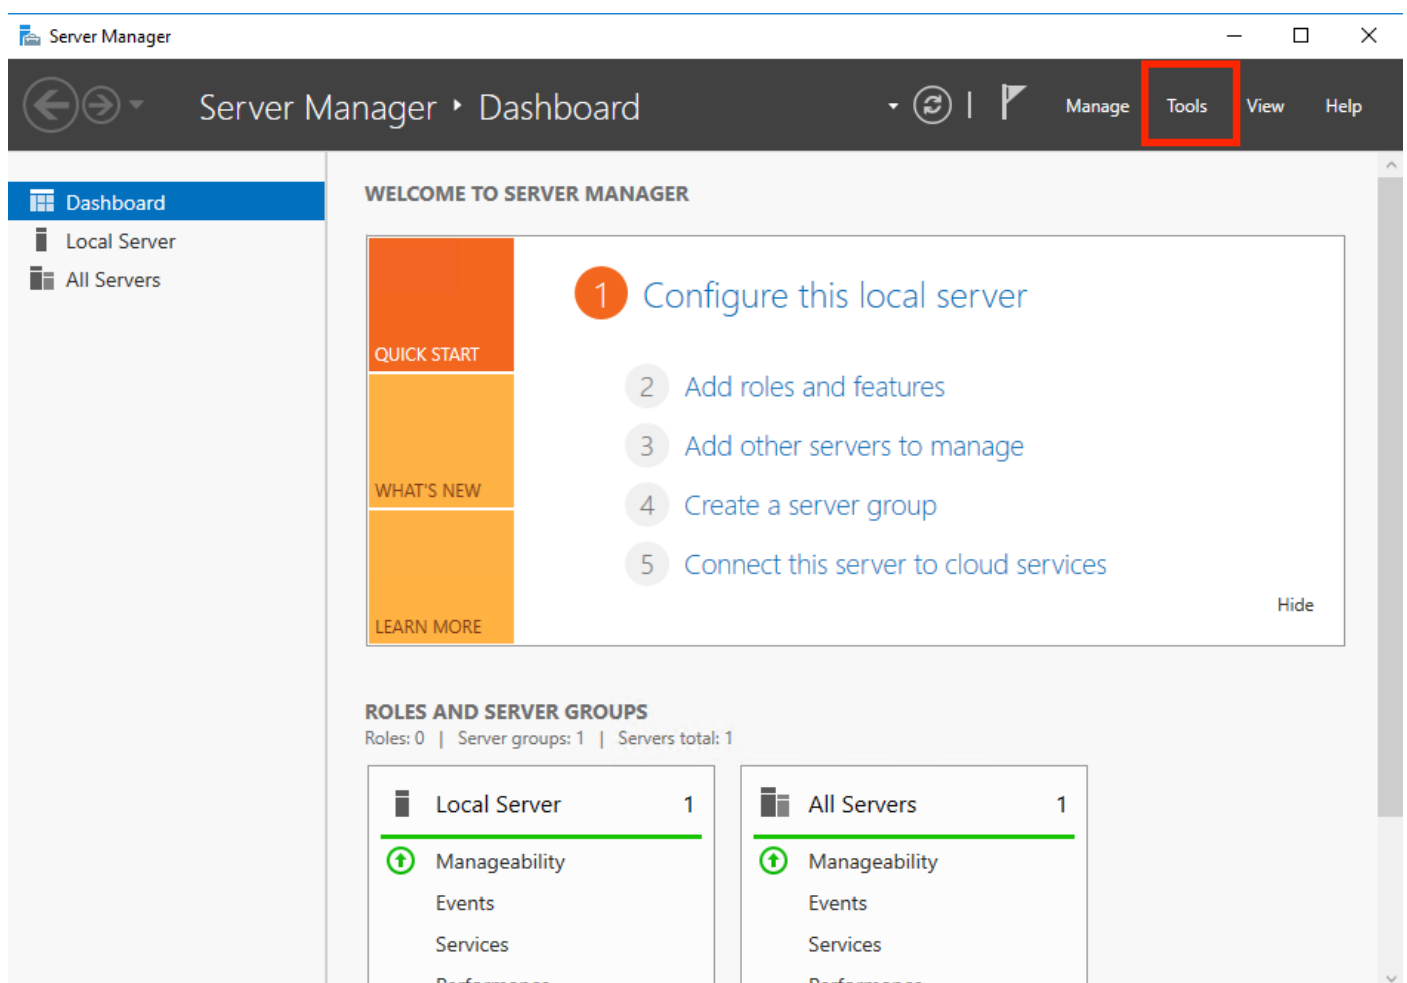 Server Manager
Server Manager ‣ Dashboard
Manage Tools View Help
Dashboard
Local Server
All Servers
WELCOME TO SERVER MANAGER
QUICK START
WHAT'S NEW
LEARN MORE
1 Configure this local server
2 Add roles and features
3 Add other servers to manage
4 Create a server group
5 Connect this server to cloud services
Hide
ROLES AND SERVER GROUPS
Roles: 0 | Server groups: 1 | Servers total: 1
Local Server 1
Manageability
Events
Services
Performance
All Servers 1
Manageability
Events
Services
Performance